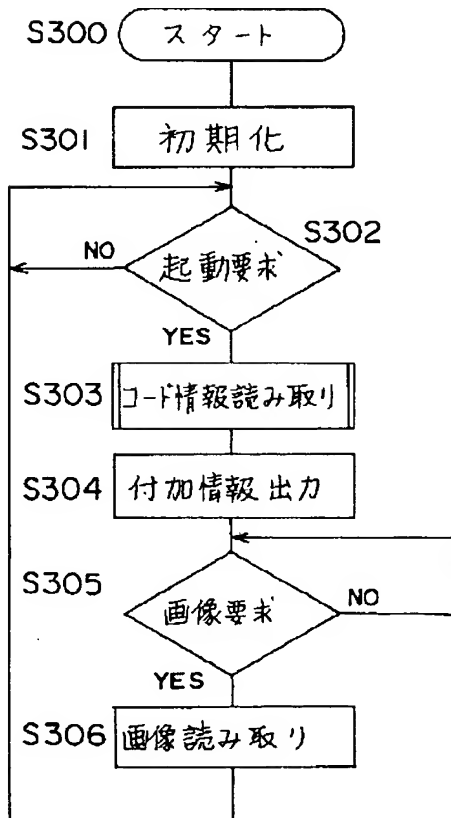 S300 スタート
S301 初期化
S302
NO 起動要求
YES
S303 コード情報読み取り
S304 付加情報出力
S305
画像要求 NO
YES
S306 画像読み取り